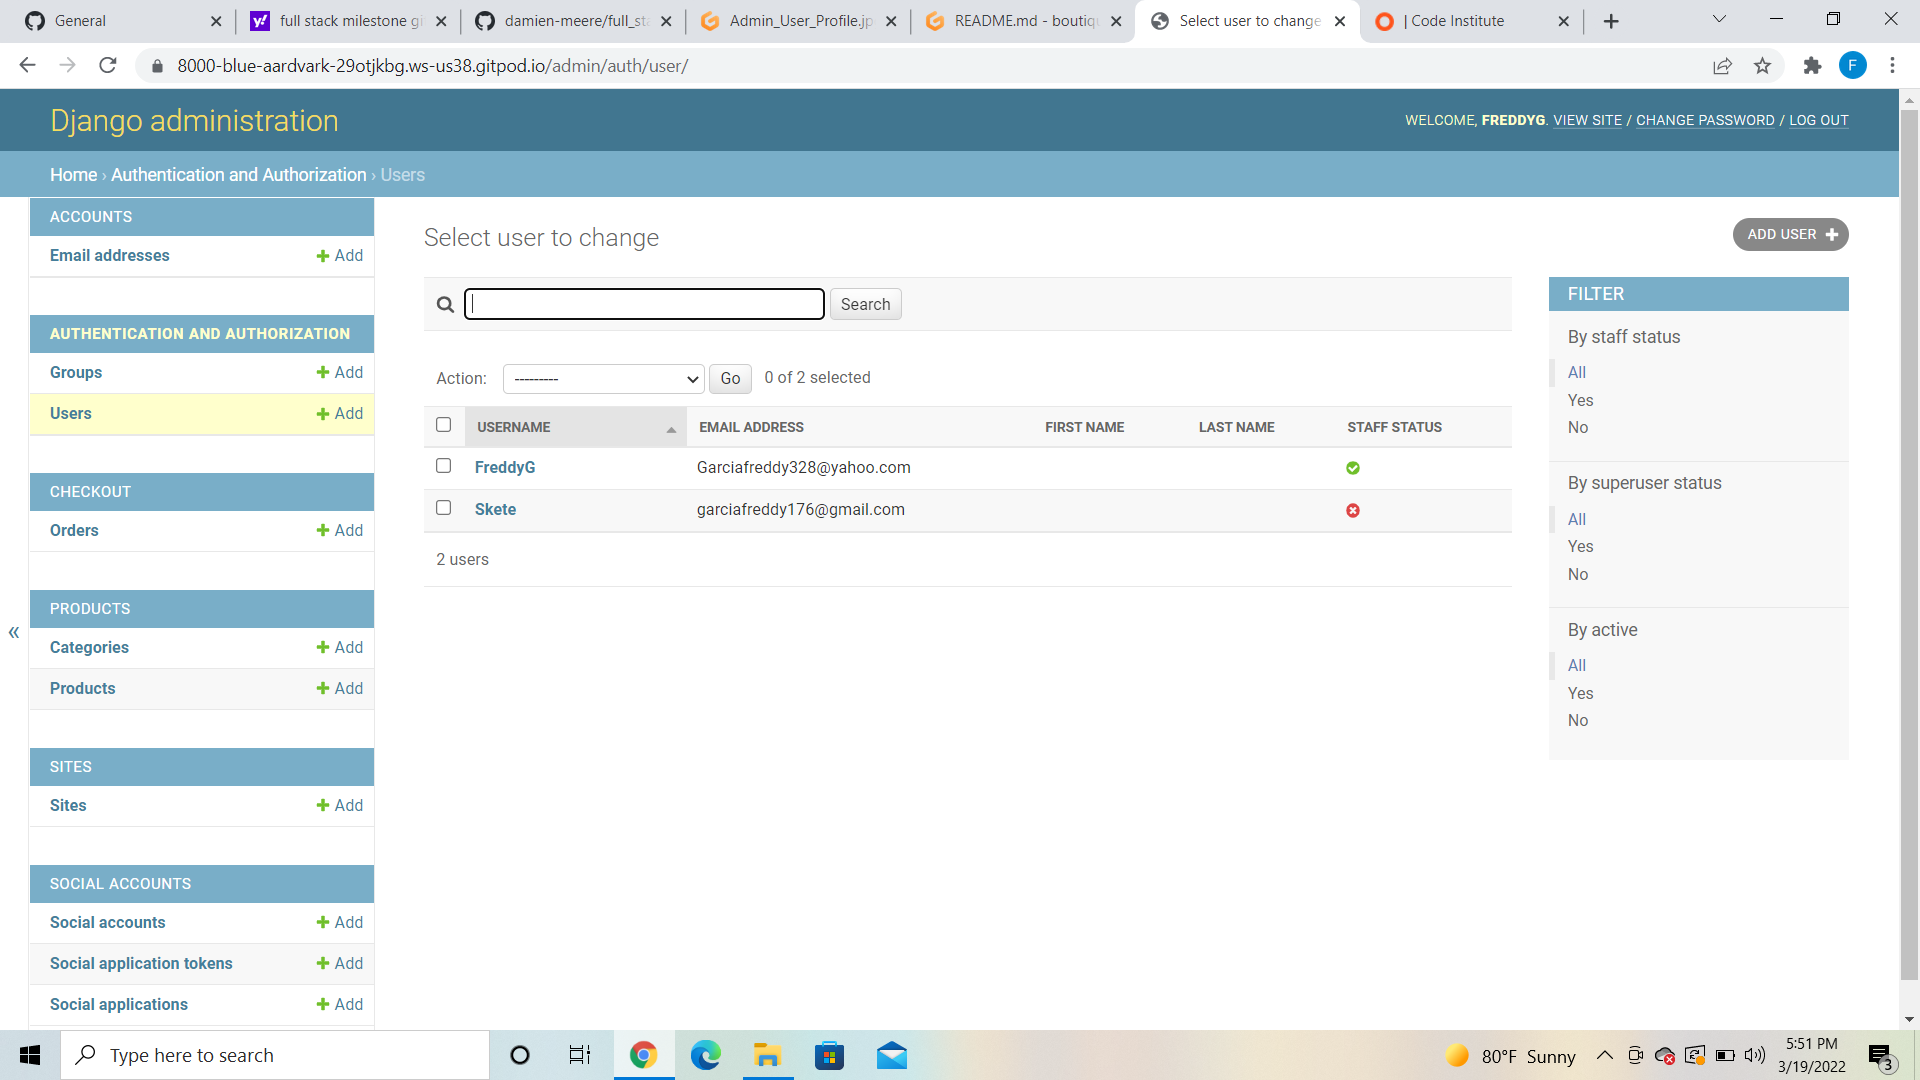 General
full stack milestone gi
damien-meere/full_sta
Admin_User_Profile.jp
README.md - boutiqu
Select user to change
| Code Institute
8000-blue-aardvark-29otjkbg.ws-us38.gitpod.io/admin/auth/user/
F
Django administration
WELCOME, FREDDYG. VIEW SITE / CHANGE PASSWORD / LOG OUT
Home › Authentication and Authorization › Users
ACCOUNTS
Email addresses + Add
AUTHENTICATION AND AUTHORIZATION
Groups + Add
Users + Add
CHECKOUT
Orders + Add
PRODUCTS
Categories + Add
Products + Add
SITES
Sites + Add
SOCIAL ACCOUNTS
Social accounts + Add
Social application tokens + Add
Social applications + Add
«
Select user to change
ADD USER +
Search
Action: --------- Go 0 of 2 selected
USERNAME EMAIL ADDRESS FIRST NAME LAST NAME STAFF STATUS
FreddyG Garciafreddy328@yahoo.com
Skete garciafreddy176@gmail.com
2 users
FILTER
By staff status
All
Yes
No
By superuser status
All
Yes
No
By active
All
Yes
No
Type here to search
80°F Sunny
5:51 PM
3/19/2022
3